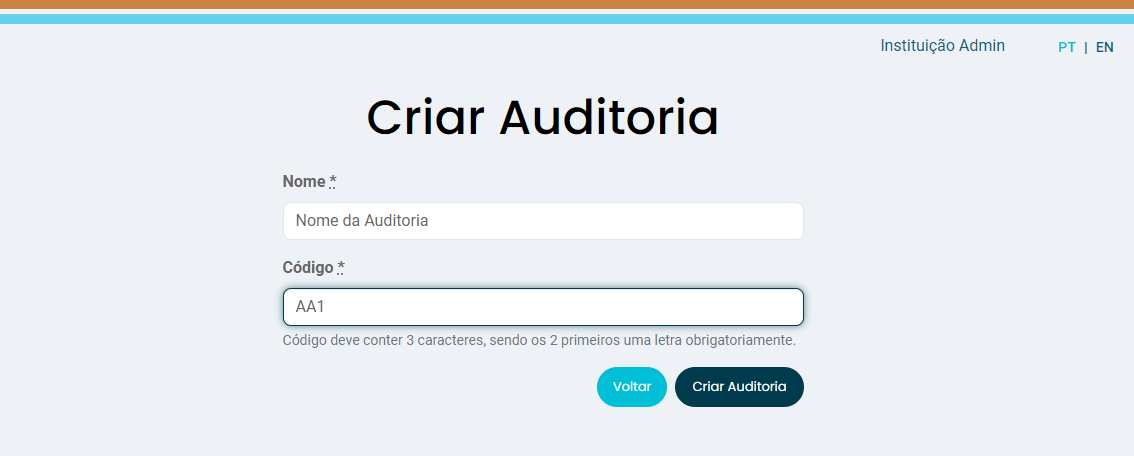 Instituição Admin PT | EN
Criar Auditoria
Nome *
Nome da Auditoria
Código *
AA1
Código deve conter 3 caracteres, sendo os 2 primeiros uma letra obrigatoriamente.
Voltar Criar Auditoria